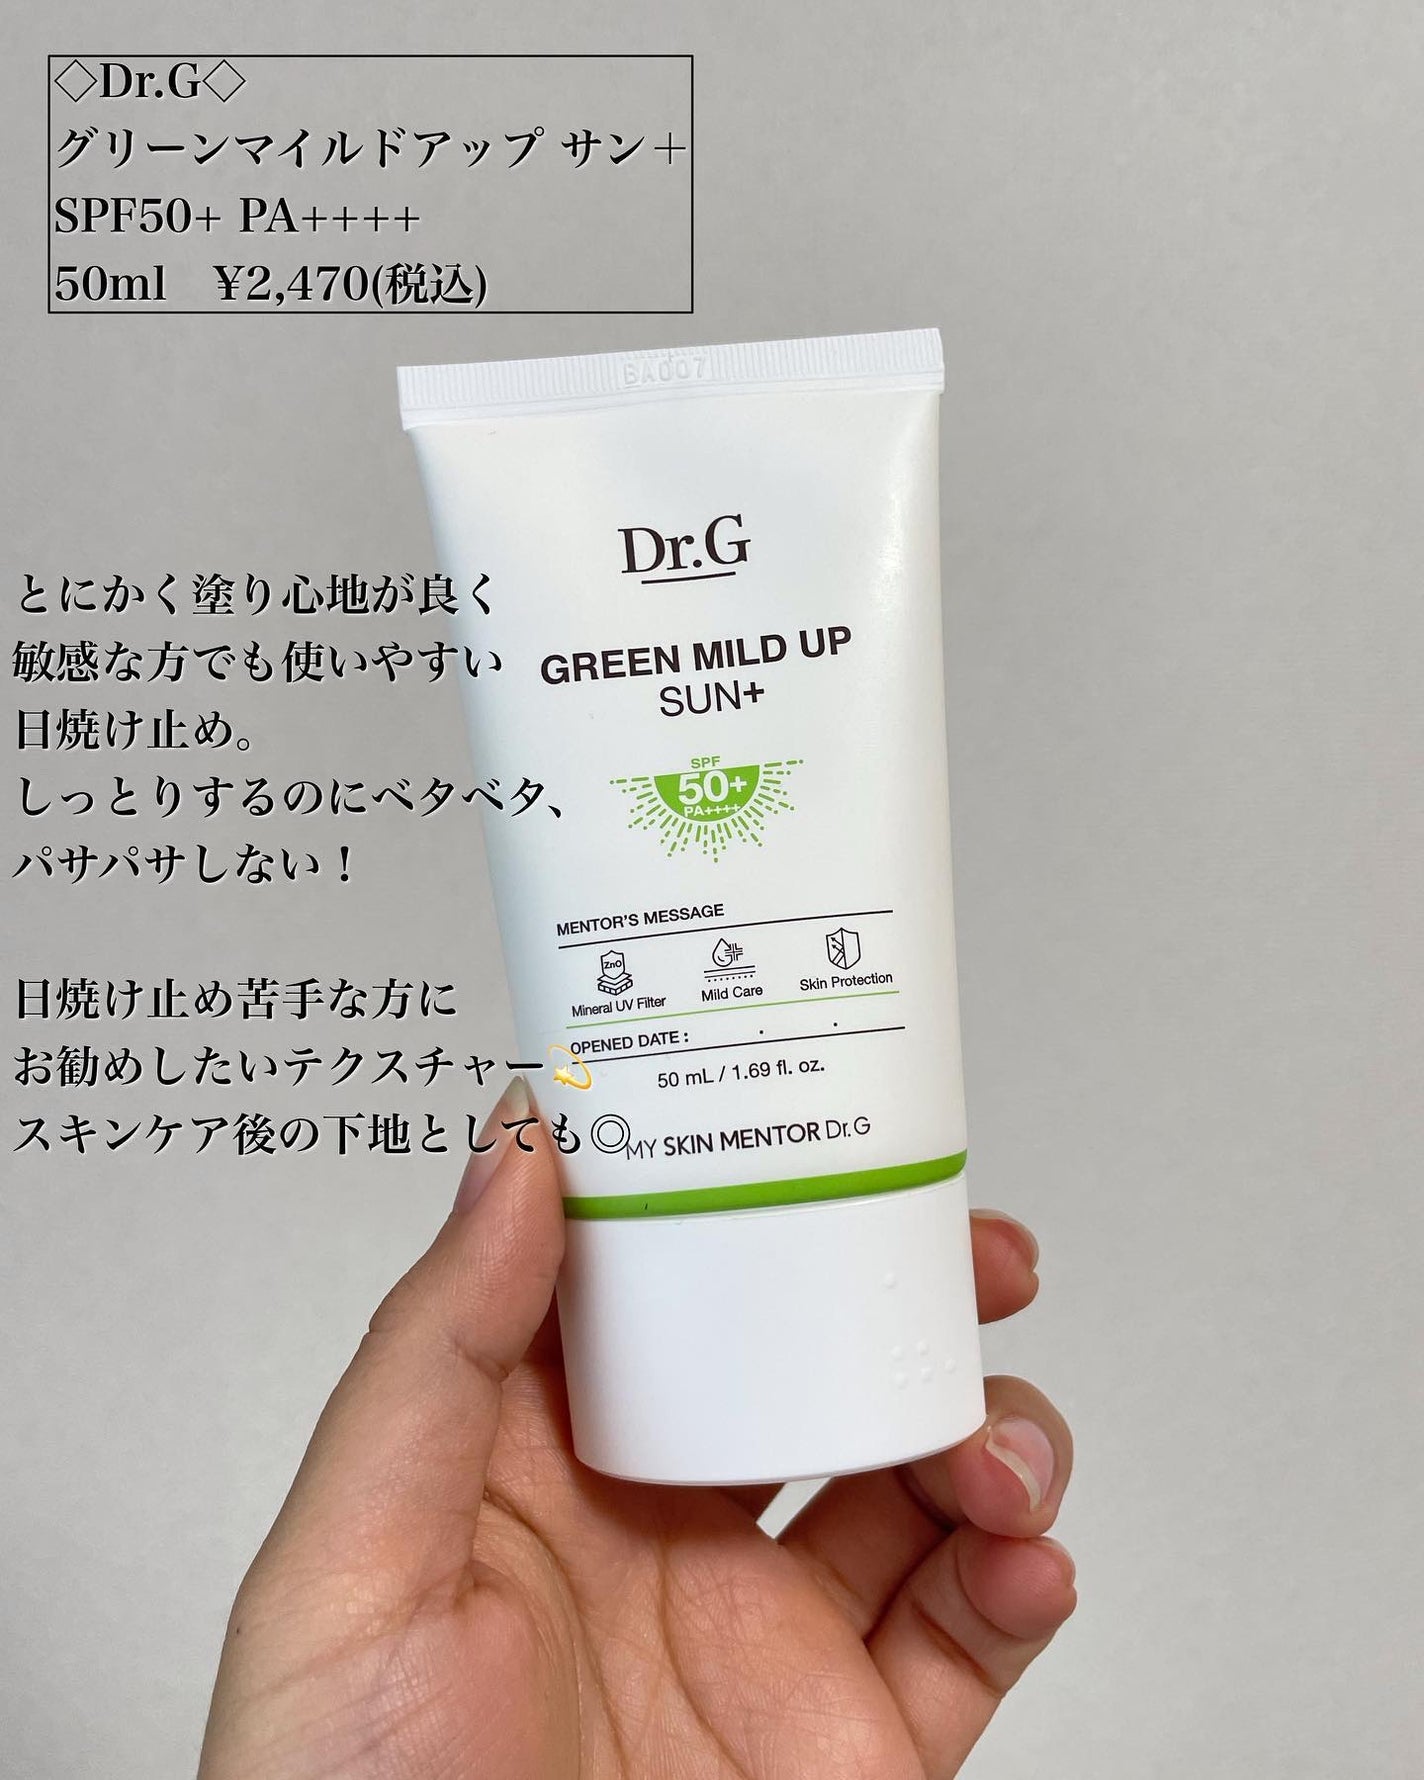 ◇Dr.G◇
グリーンマイルドアップ サン＋
SPF50+ PA++++
50ml　¥2,470(税込)
BA007
Dr.G
GREEN MILD UP
SUN+
SPF
50+
PA++++
とにかく塗り心地が良く
敏感な方でも使いやすい
日焼け止め。
しっとりするのにベタベタ、
パサパサしない！
MENTOR'S MESSAGE
ZnO
Mineral UV Filter
Mild Care
Skin Protection
OPENED DATE :　.　.
50 mL / 1.69 fl. oz.
日焼け止め苦手な方に
お勧めしたいテクスチャー💫
スキンケア後の下地としても◎
MY SKIN MENTOR Dr.G